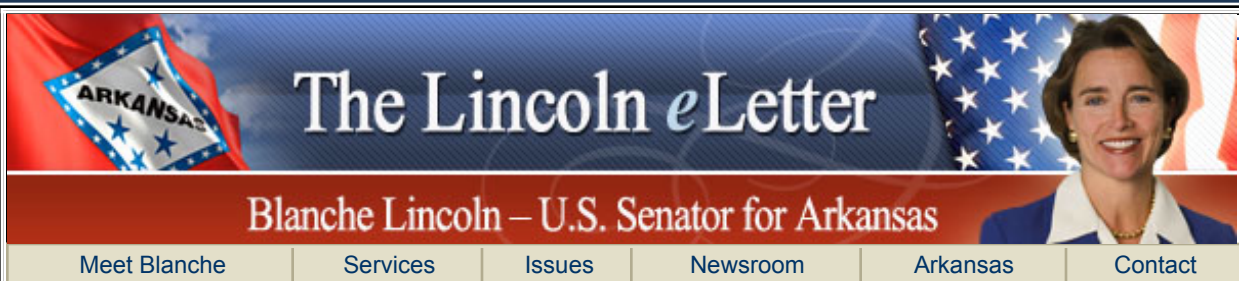 ARKANSAS
The Lincoln eLetter
Blanche Lincoln – U.S. Senator for Arkansas
Meet Blanche Services Issues Newsroom Arkansas Contact